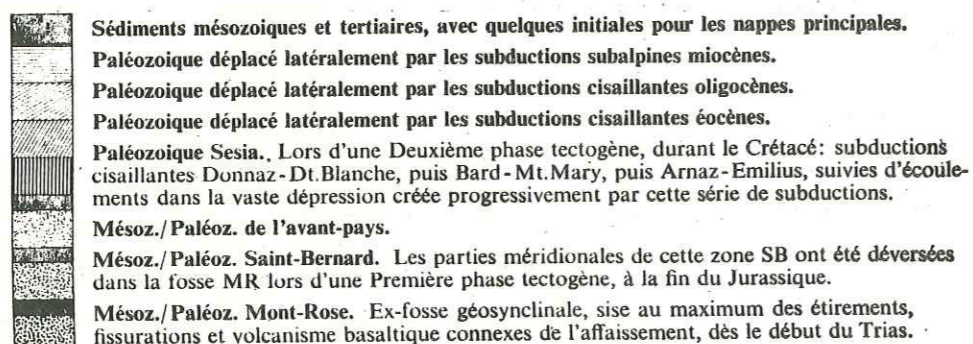 Sédiments mésozoiques et tertiaires, avec quelques initiales pour les nappes principales.
Paléozoique déplacé latéralement par les subductions subalpines miocènes.
Paléozoique déplacé latéralement par les subductions cisaillantes oligocènes.
Paléozoique déplacé latéralement par les subductions cisaillantes éocènes.
Paléozoique Sesia., Lors d'une Deuxième phase tectogène, durant le Crétacé: subductions
cisaillantes Donnaz-Dt.Blanche, puis Bard-Mt.Mary, puis Arnaz-Emilius, suivies d'écoule-
ments dans la vaste dépression créée progressivement par cette série de subductions.
Mésoz./Paléoz. de l'avant-pays.
Mésoz./Paléoz. Saint-Bernard. Les parties méridionales de cette zone SB ont été déversées
dans la fosse MR lors d'une Première phase tectogène, à la fin du Jurassique.
Mésoz./Paléoz. Mont-Rose. Ex-fosse géosynclinale, sise au maximum des étirements,
fissurations et volcanisme basaltique connexes de l'affaissement, dès le début du Trias.